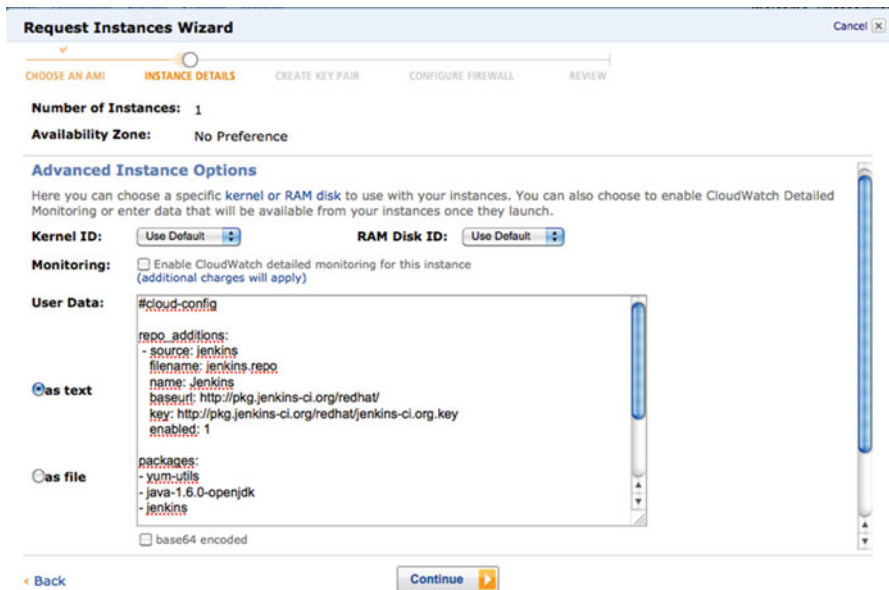 Request Instances Wizard
Cancel
CHOOSE AN AMI INSTANCE DETAILS CREATE KEY PAIR CONFIGURE FIREWALL REVIEW
Number of Instances: 1
Availability Zone: No Preference
Advanced Instance Options
Here you can choose a specific kernel or RAM disk to use with your instances. You can also choose to enable CloudWatch Detailed
Monitoring or enter data that will be available from your instances once they launch.
Kernel ID: Use Default RAM Disk ID: Use Default
Monitoring: Enable CloudWatch detailed monitoring for this instance
(additional charges will apply)
User Data: #cloud-config
repo_additions:
- source: jenkins
filename: jenkins.repo
name: Jenkins
as text
baseurl: http://pkg.jenkins-ci.org/redhat/
key: http://pkg.jenkins-ci.org/redhat/jenkins-ci.org.key
enabled: 1
packages:
as file
- yum-utils
- java-1.6.0-openjdk
- jenkins
base64 encoded
< Back
Continue